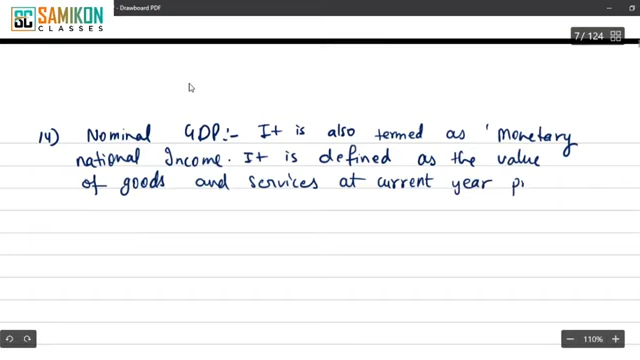 SC SAMIKON
CLASSES
- Drawboard PDF
7 / 124
14) Nominal GDP:- It is also termed as 'Monetary
national Income. It is defined as the value
of goods and services at current year p
110%